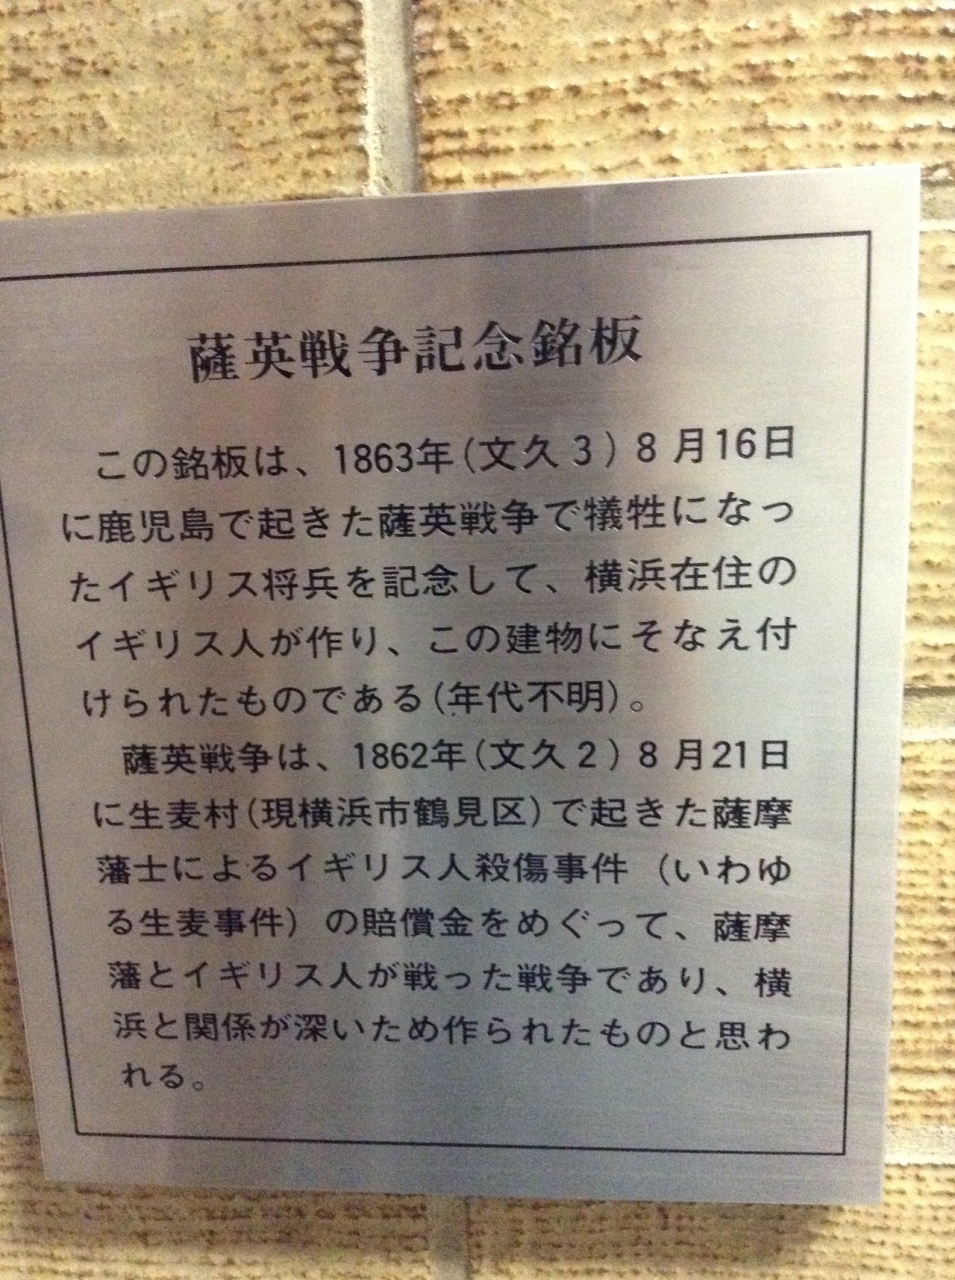 薩英戦争記念銘板
この銘板は、1863年(文久3)8月16日
に鹿児島で起きた薩英戦争で犠牲になっ
たイギリス将兵を記念して、横浜在住の
イギリス人が作り、この建物にそなえ付
けられたものである(年代不明)。
薩英戦争は、1862年(文久2)8月21日
に生麦村(現横浜市鶴見区)で起きた薩摩
藩士によるイギリス人殺傷事件(いわゆ
る生麦事件)の賠償金をめぐって、薩摩
藩とイギリス人が戦った戦争であり、横
浜と関係が深いため作られたものと思わ
れる。